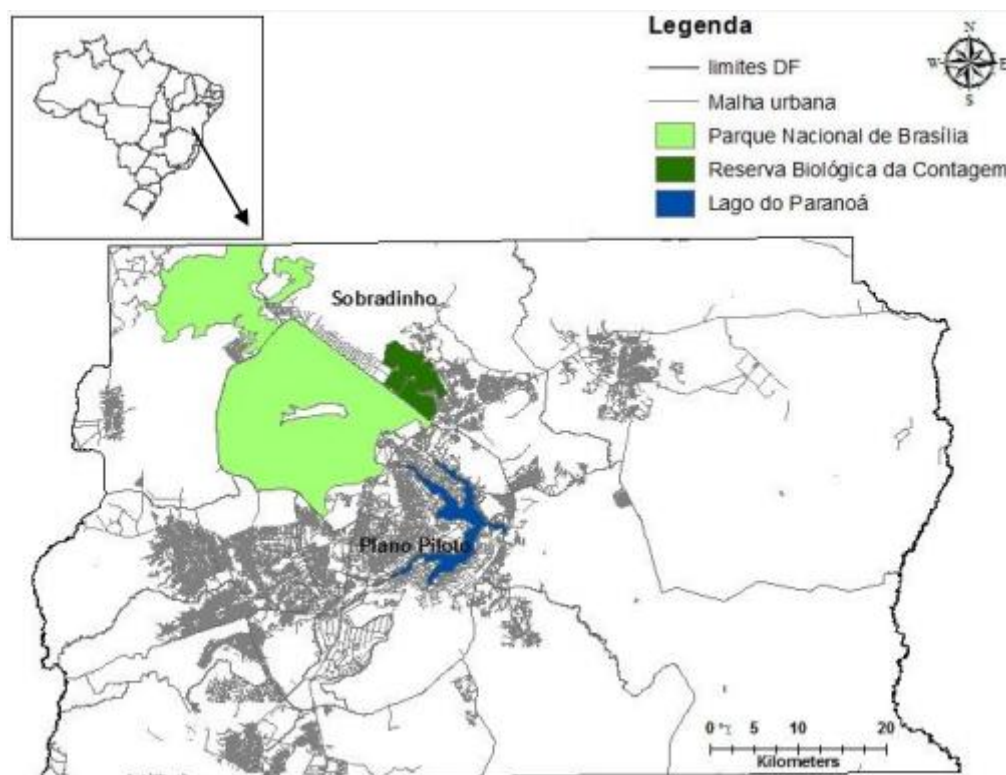 Legenda
limites DF
Malha urbana
Parque Nacional de Brasília
Reserva Biológica da Contagem
Lago do Paranoá
N
W
E
S
Sobradinho
Plano Piloto
0
5
10
20
Kilometers